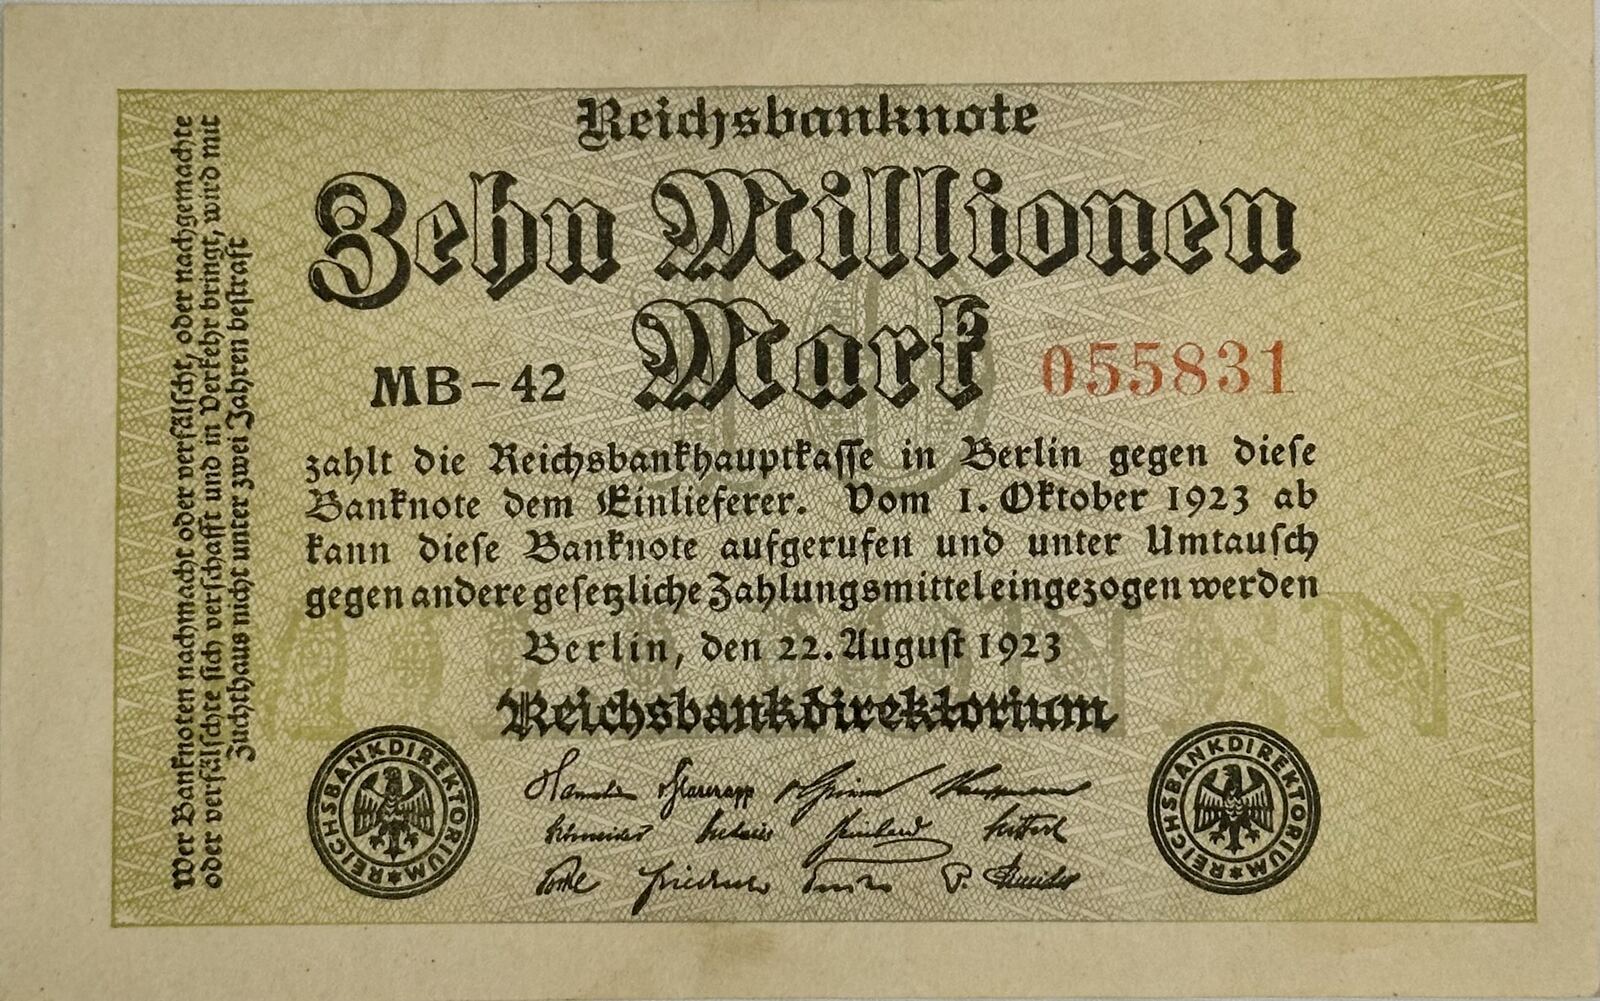 Reichsbanknote
Zehn Millionen
Mark
MB-42
055831
zahlt die Reichsbankhauptkasse in Berlin gegen diese
Banknote dem Einlieferer. Vom 1. Oktober 1923 ab
kann diese Banknote aufgerufen und unter Umtausch
gegen andere gesetzliche Zahlungsmittel eingezogen werden
Berlin, den 22. August 1923
Reichsbankdirektorium
REICHSBANKDIREKTORIUM
REICHSBANKDIREKTORIUM
Wer Banknoten nachmacht oder verfälscht, oder nachgemachte
oder verfälschte sich verschafft und in Verkehr bringt, wird mit
Zuchthaus nicht unter zwei Jahren bestraft
10